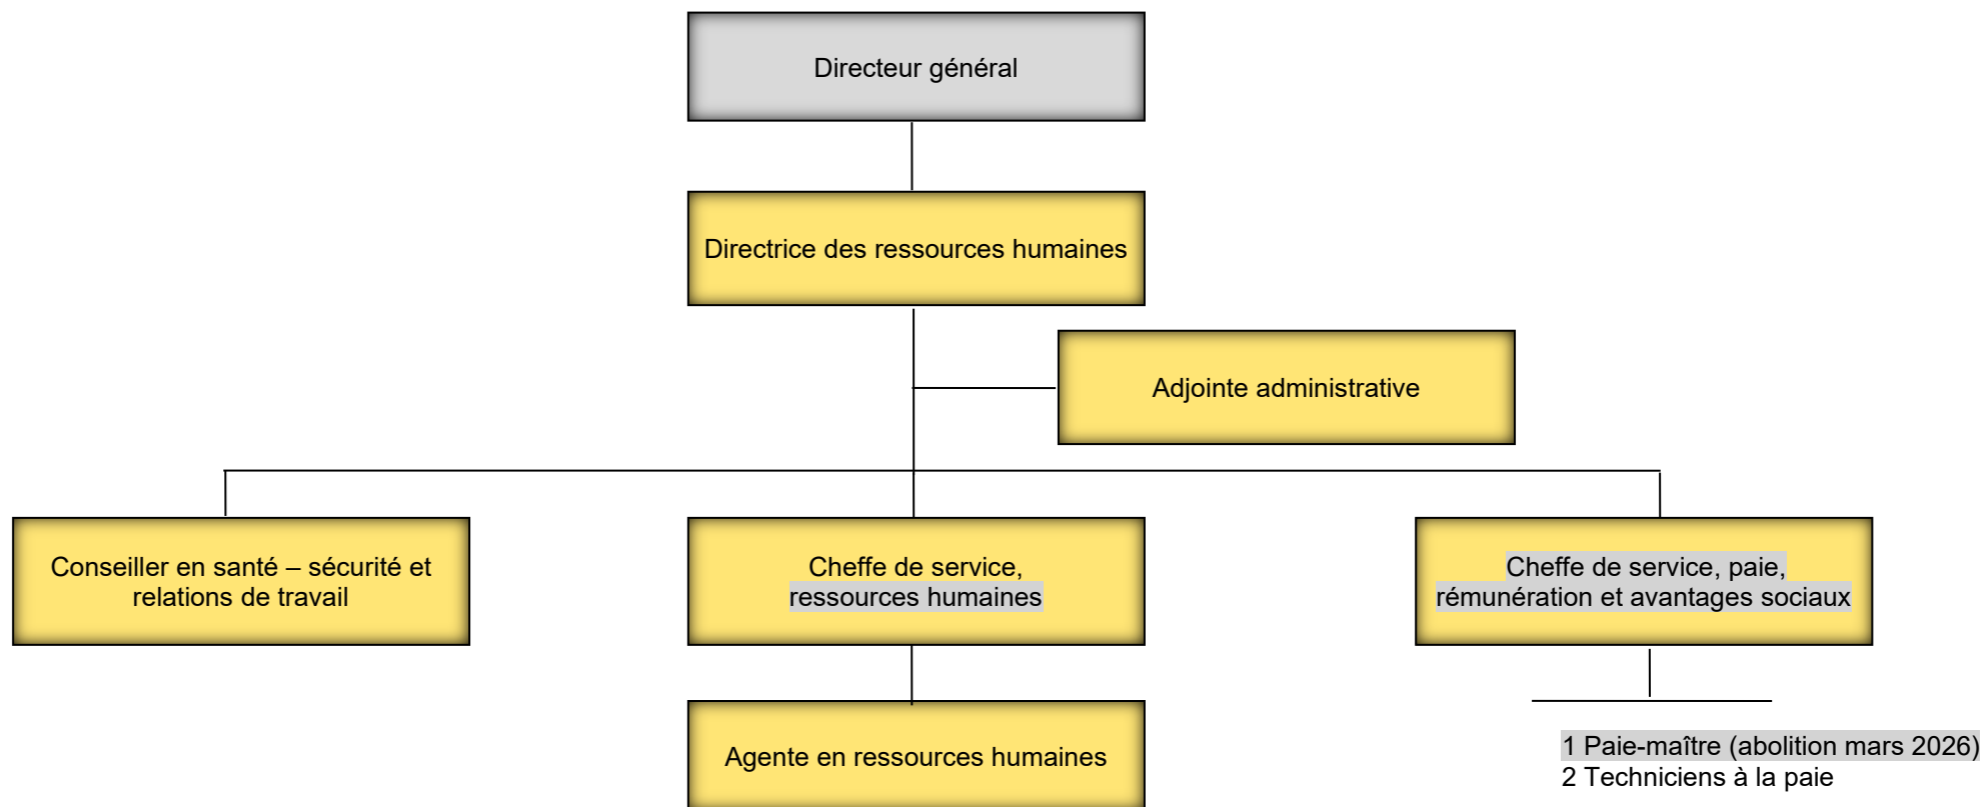 Directeur général
Directrice des ressources humaines
Adjointe administrative
Conseiller en santé – sécurité et
relations de travail
Cheffe de service,
ressources humaines
Cheffe de service, paie,
rémunération et avantages sociaux
Agente en ressources humaines
1 Paie-maître (abolition mars 2026)
2 Techniciens à la paie